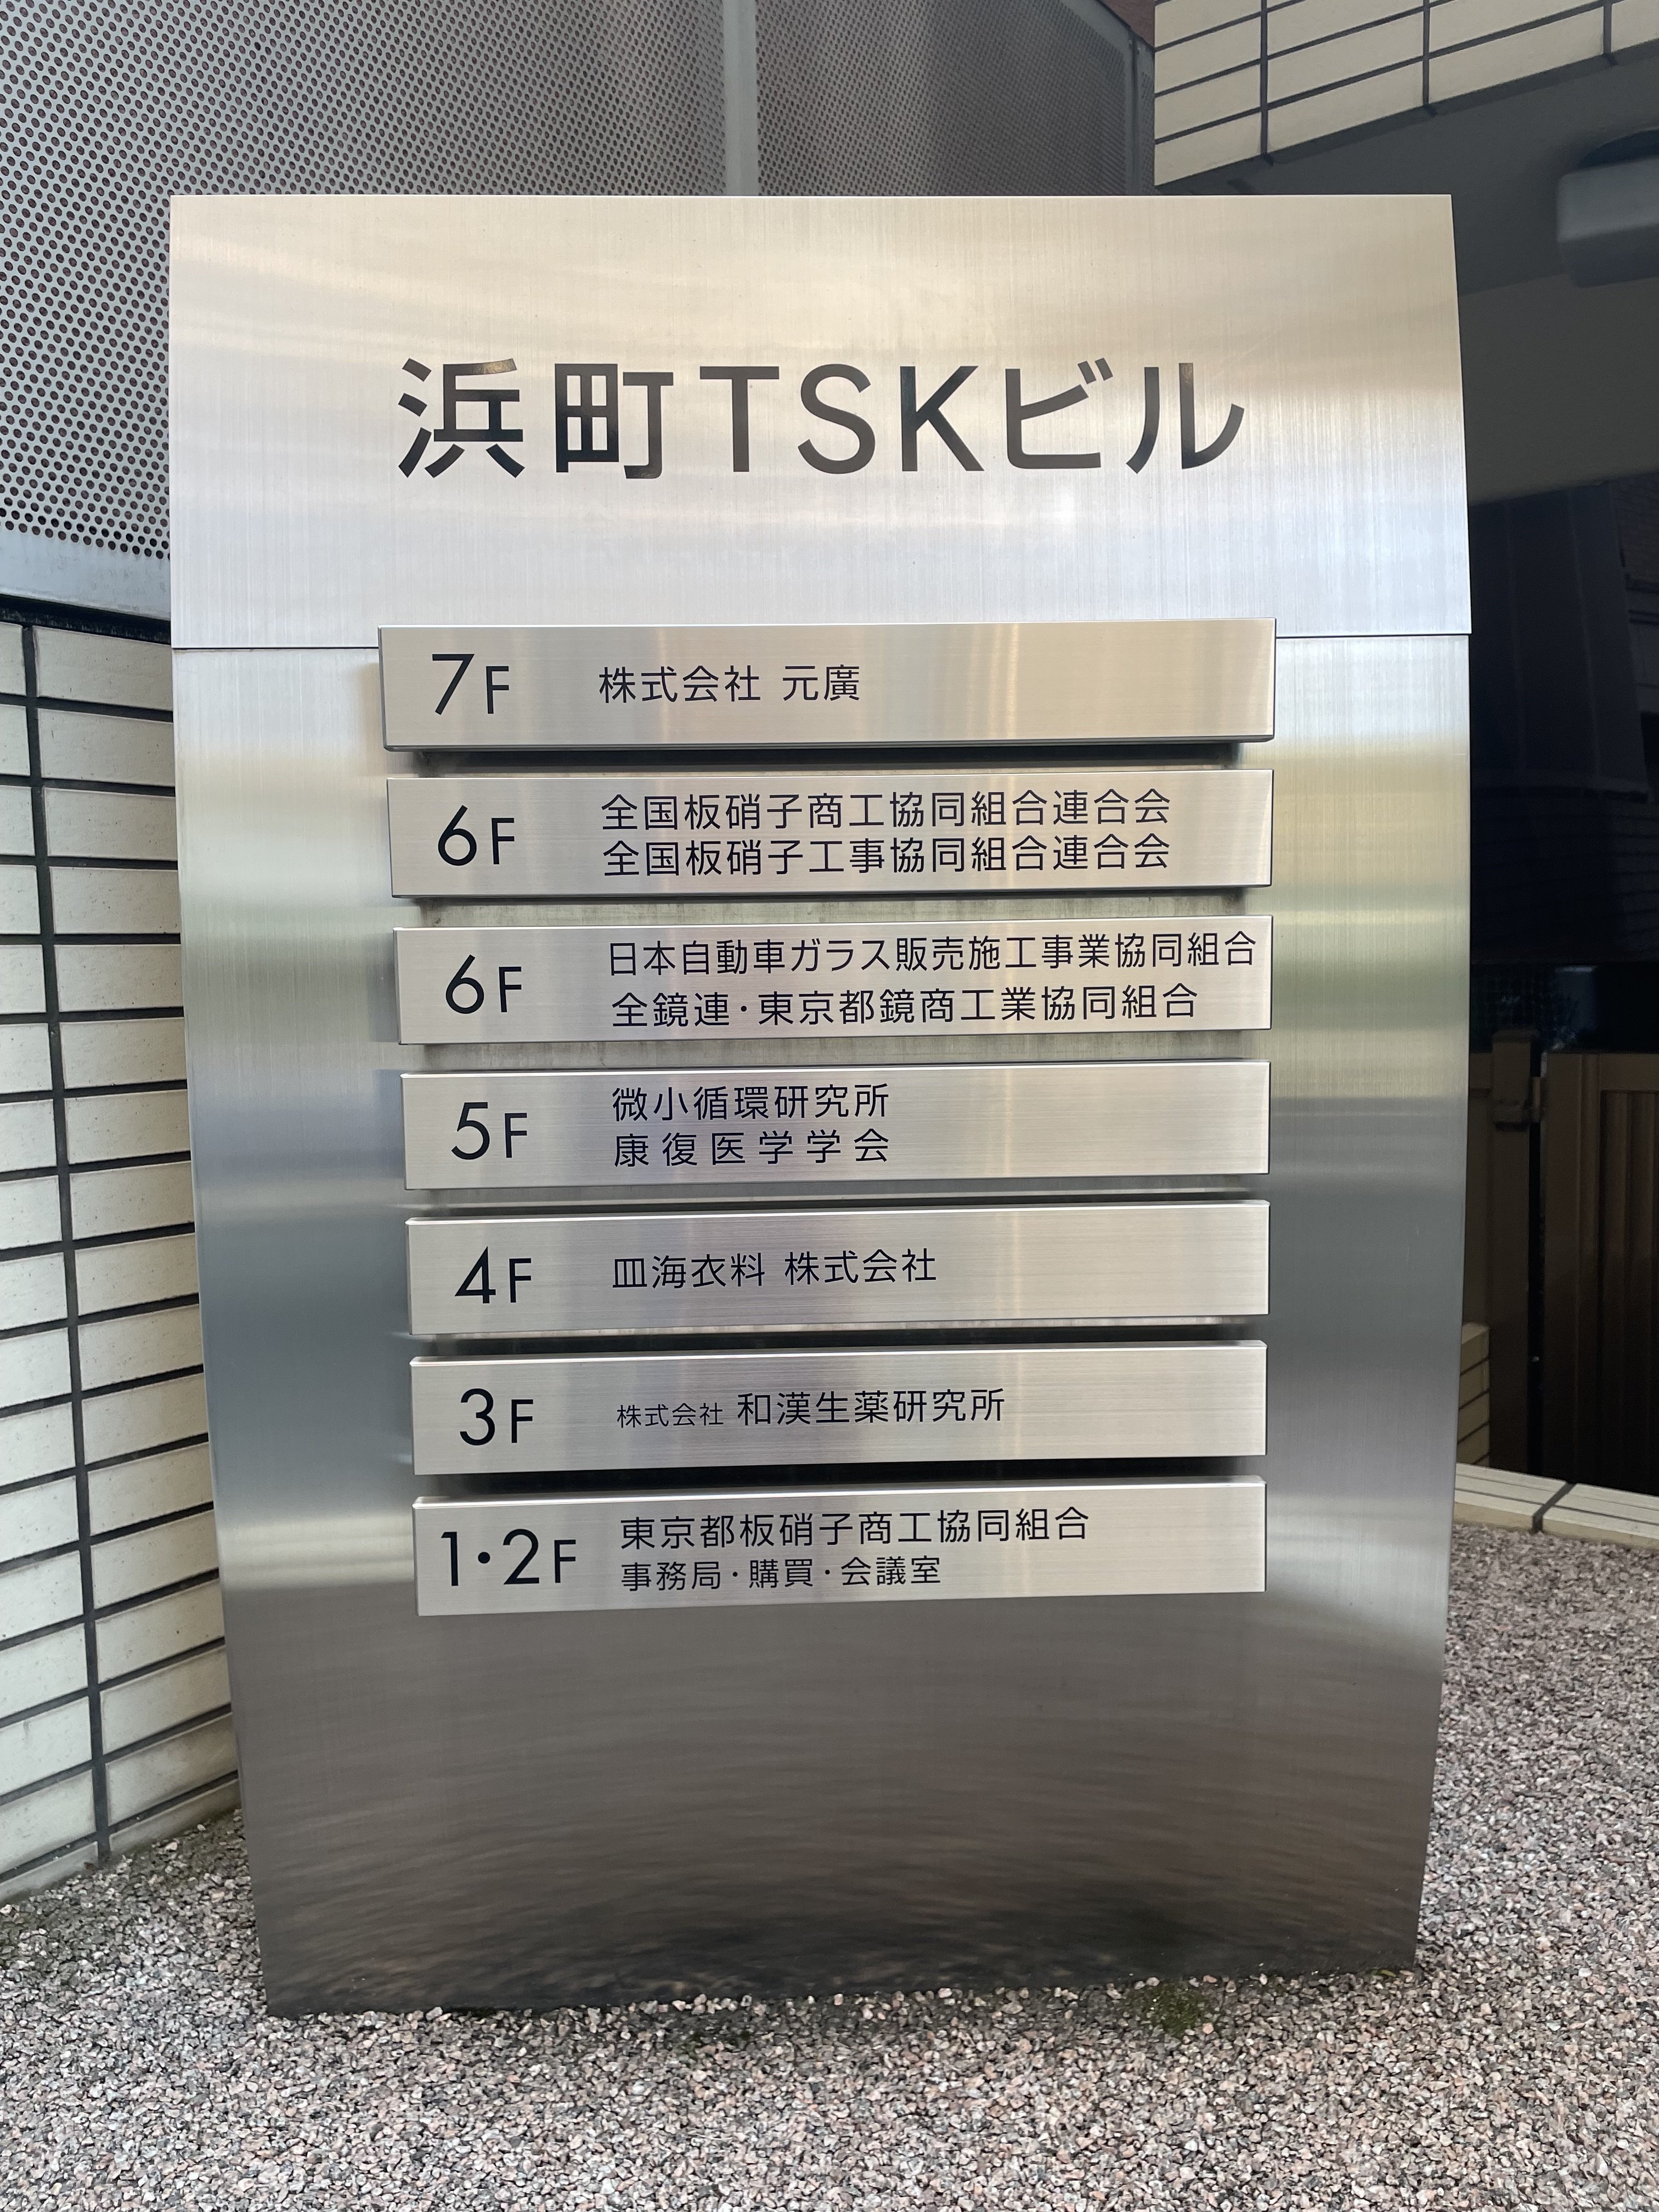 浜町TSKビル
7F 株式会社 元廣
6F 全国板硝子商工協同組合連合会
全国板硝子工事協同組合連合会
6F 日本自動車ガラス販売施工事業協同組合
全鏡連・東京都鏡商工業協同組合
5F 微小循環研究所
康復医学学会
4F 皿海衣料 株式会社
3F 株式会社 和漢生薬研究所
1・2F 東京都板硝子商工協同組合
事務局・購買・会議室